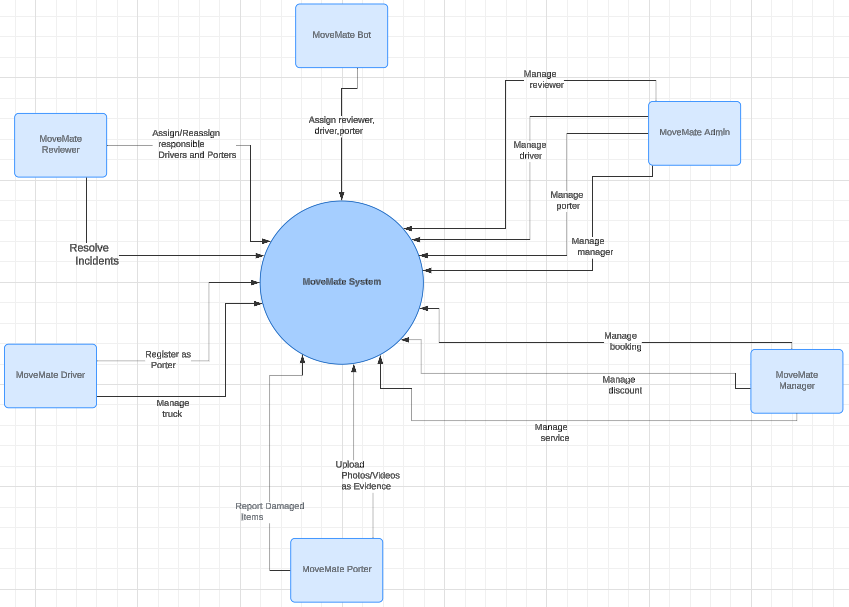 MoveMate Bot
Manage
reviewer
Assign reviewer,
driver,porter
MoveMate
Reviewer
Assign/Reassign
responsible
Drivers and Porters
MoveMate Admin
Manage
driver
Manage
porter
Resolve
Incidents
Manage
manager
MoveMate System
Manage
booking
Register as
Porter
MoveMate Driver
MoveMate
Manager
Manage
discount
Manage
truck
Manage
service
Upload
Photos/Videos
as Evidence
Report Damaged
Items
MoveMate Porter